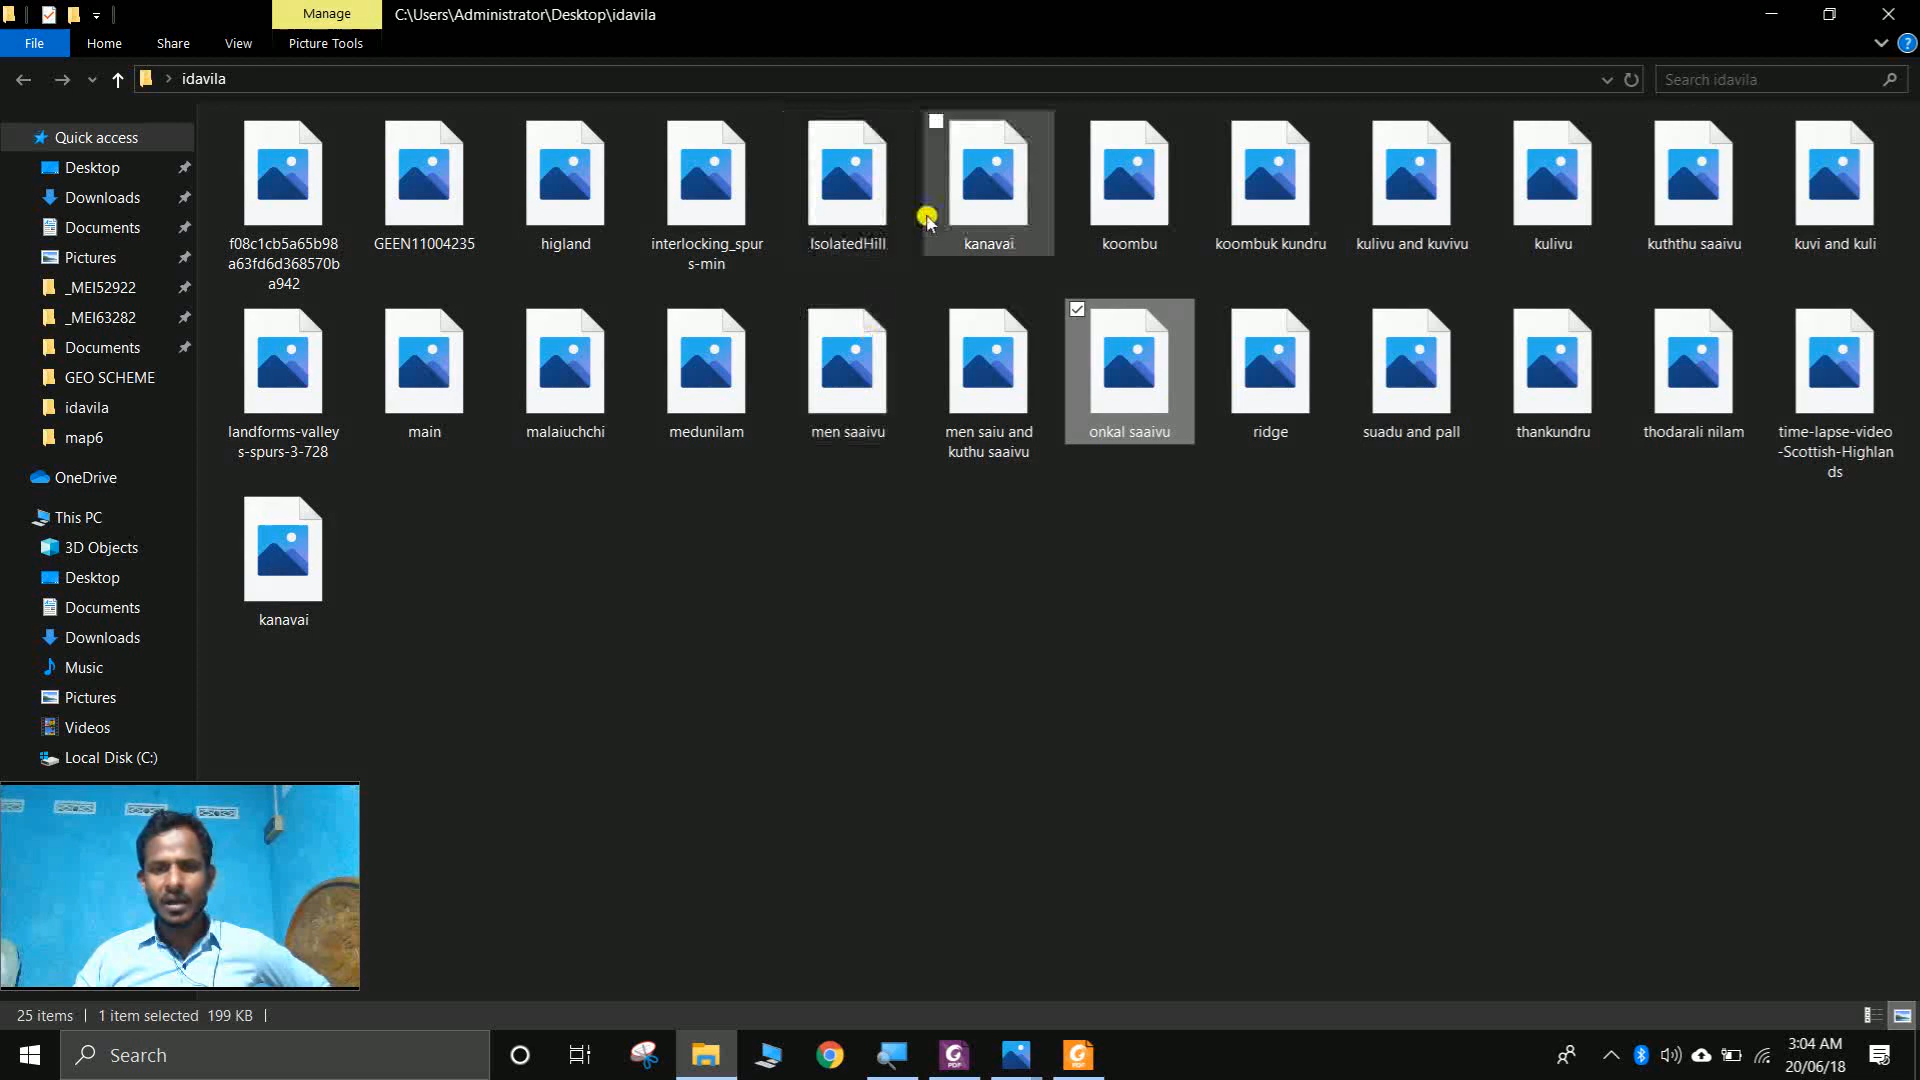 Manage
C:\Users\Administrator\Desktop\idavila
File
Home
Share
View
Picture Tools
idavila
Search idavila
Quick access
Desktop
Downloads
Documents
Pictures
_MEI52922
_MEI63282
Documents
GEO SCHEME
idavila
map6
OneDrive
This PC
3D Objects
Desktop
Documents
Downloads
Music
Pictures
Videos
Local Disk (C:)
f08c1cb5a65b98
a63fd6d368570b
a942
GEEN11004235
higland
interlocking_spur
s-min
IsolatedHill
kanavai
koombu
koombuk kundru
kulivu and kuvivu
kulivu
kuththu saaivu
kuvi and kuli
landforms-valley
s-spurs-3-728
main
malaiuchchi
medunilam
men saaivu
men saiu and
kuthu saaivu
onkal saaivu
ridge
suadu and pall
thankundru
thodarali nilam
time-lapse-video
-Scottish-Highlan
ds
kanavai
25 items
1 item selected 199 KB
Search
3:04 AM
20/06/18